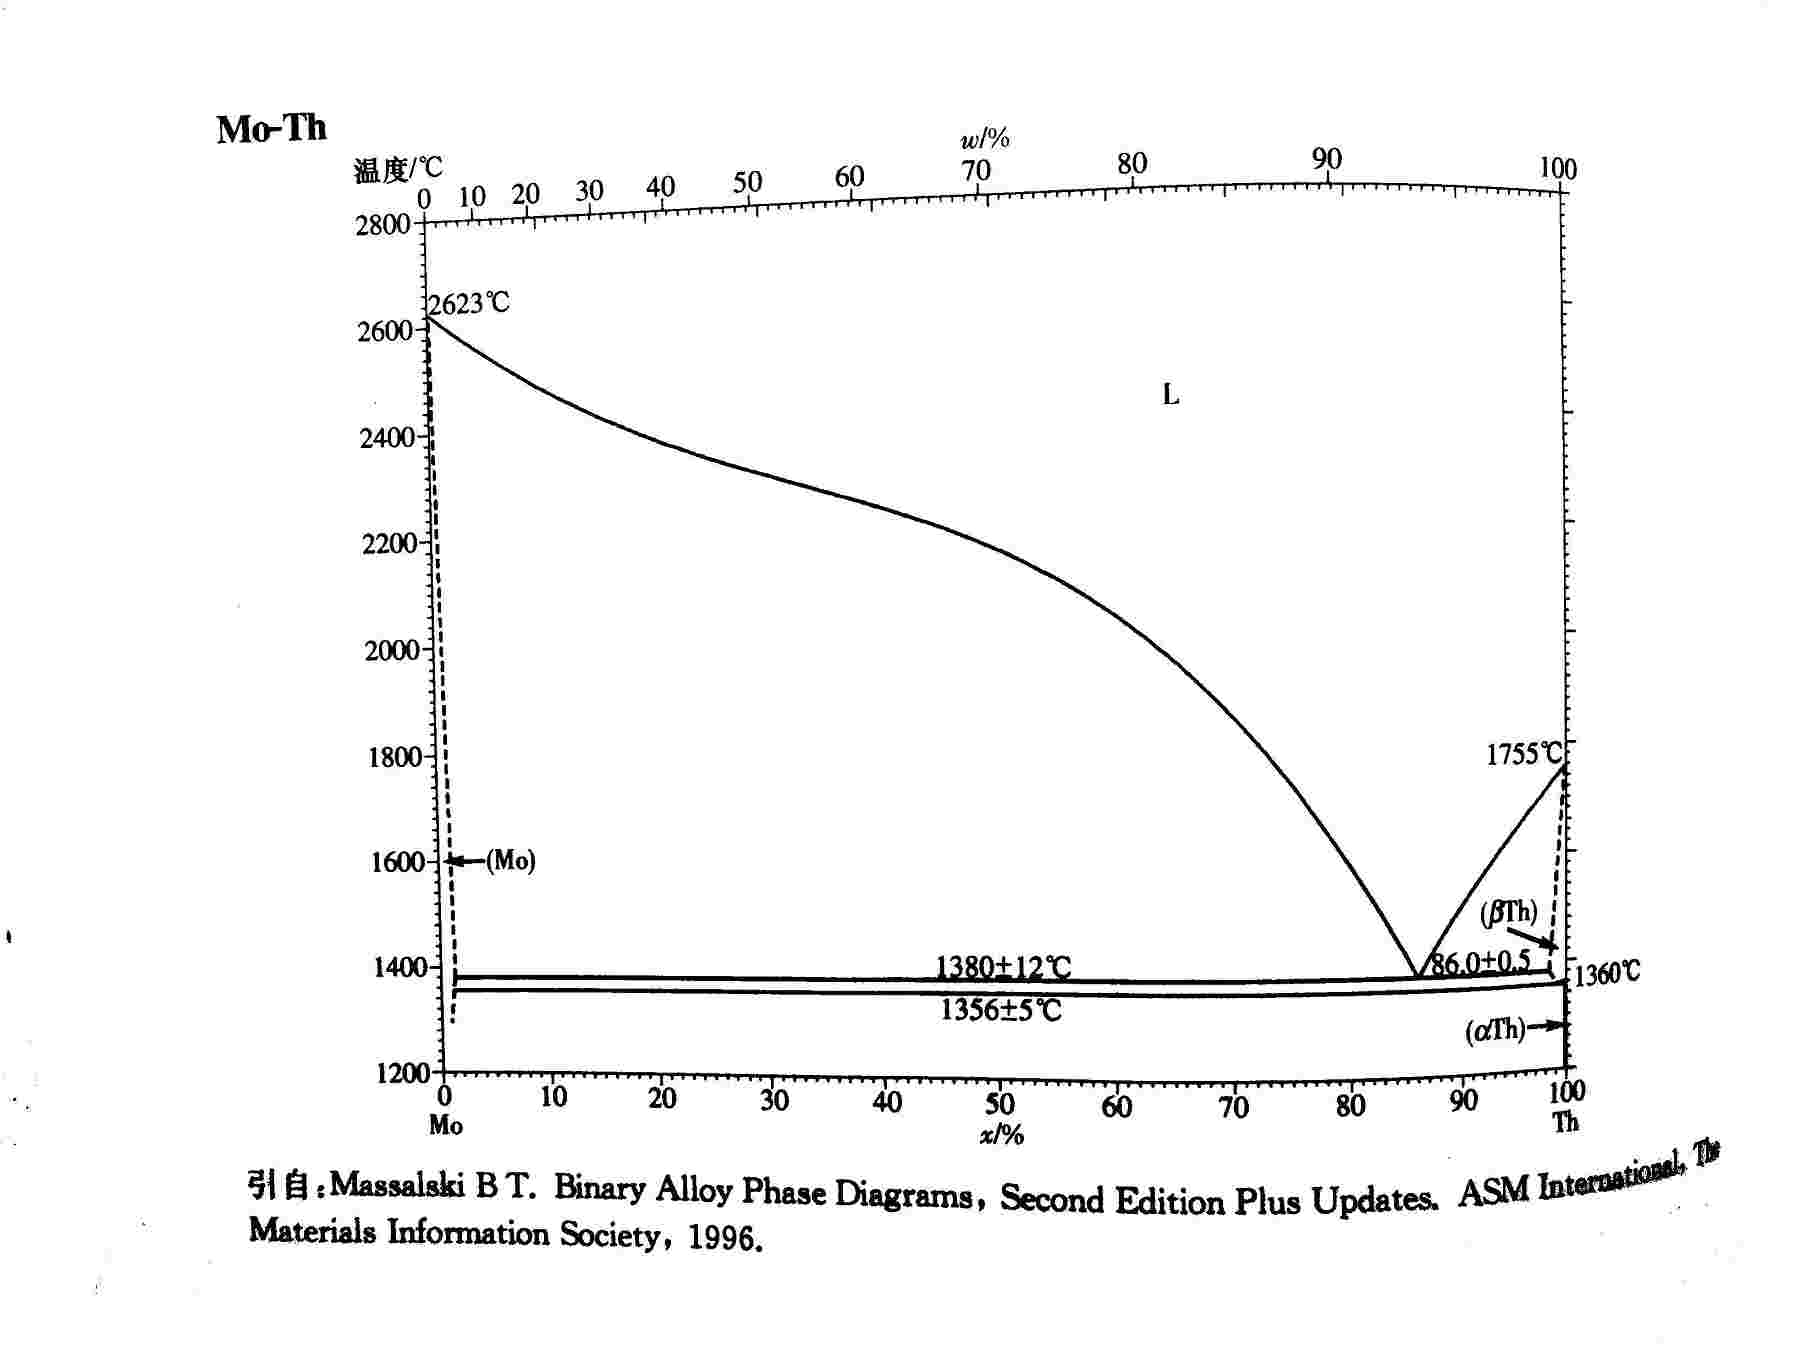 Mo-Th
w/%
温度/℃
0 10 20 30 40 50 60 70 80 90 100
2800
2623℃
2600
L
2400
2200
2000
1800
1755℃
1600
(Mo)
(βTh)
1400
1380±12℃
86.0±0.5
1360℃
1356±5℃
(αTh)
1200
0 10 20 30 40 50 60 70 80 90 100
Mo
x/%
Th
引自:Massalski B T. Binary Alloy Phase Diagrams, Second Edition Plus Updates. ASM International, The
Materials Information Society, 1996.